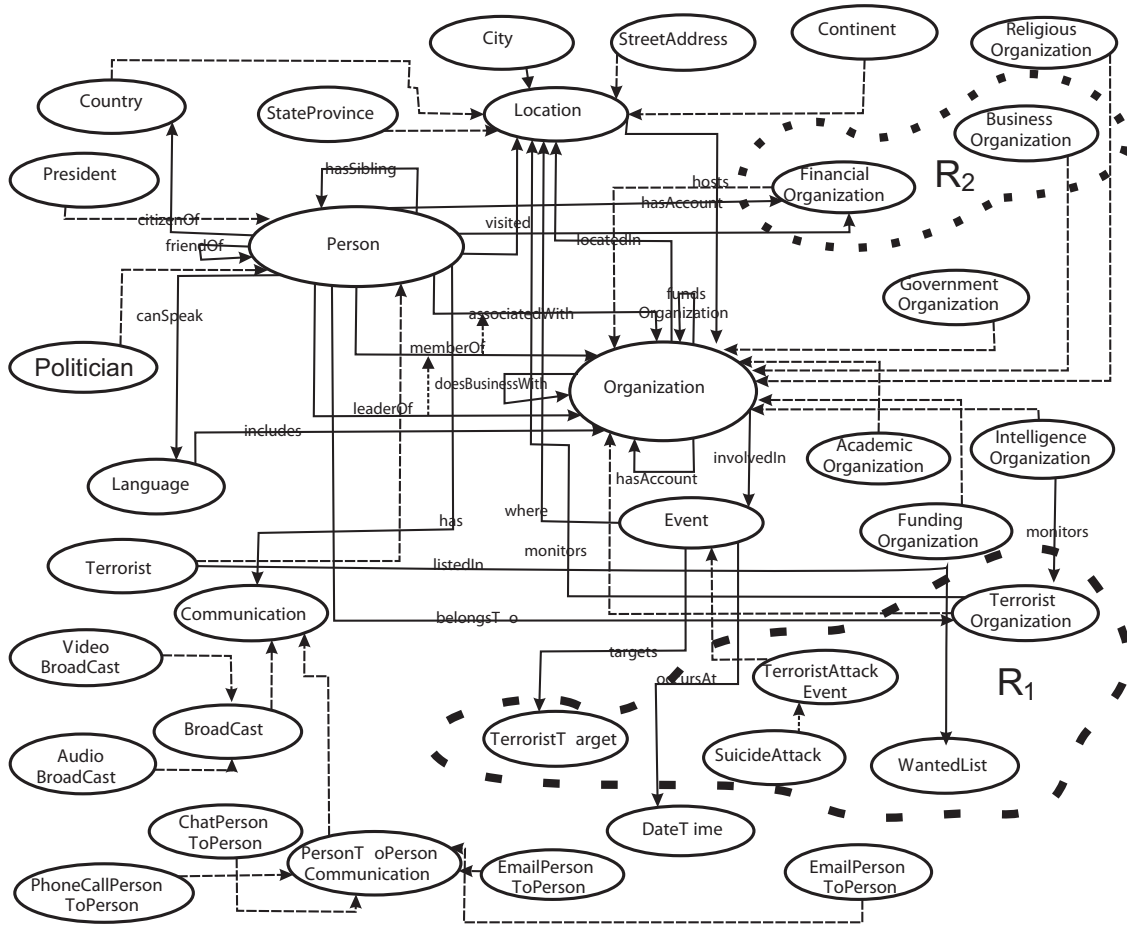 City
StreetAddress
Continent
Religious
Organization
Country
StateProvince
Location
Business
Organization
President
hasSibling
hosts
Financial
Organization
R2
hasAccount
citizenOf
friendOf
Person
visited
locatedIn
canSpeak
associatedWith
funds
Organization
Government
Organization
Politician
memberOf
doesBusinessWith
Organization
leaderOf
includes
Language
hasAccount
involvedIn
Academic
Organization
Intelligence
Organization
has
where
Event
Funding
Organization
monitors
monitors
Terrorist
listedIn
Communication
belongsT o
Terrorist
Organization
Video
BroadCast
targets
occursAt
TerroristAttack
Event
R1
BroadCast
TerroristT arget
SuicideAttack
WantedList
Audio
BroadCast
ChatPerson
ToPerson
DateT ime
PersonT oPerson
Communication
EmailPerson
ToPerson
EmailPerson
ToPerson
PhoneCallPerson
ToPerson